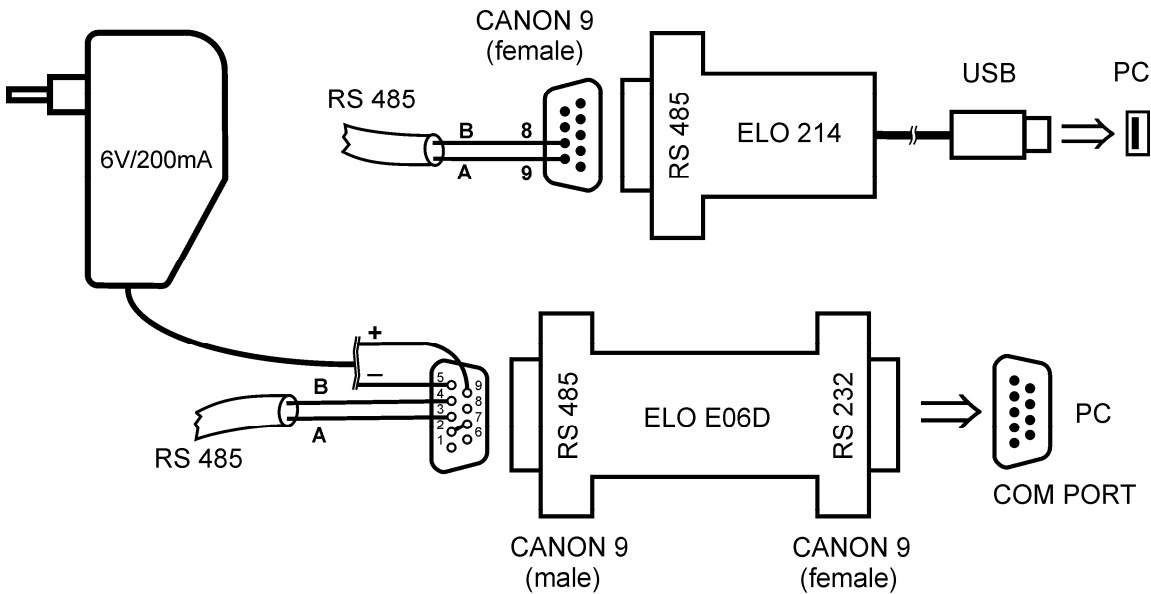 CANON 9
(female)
USB
PC
RS 485
B
8
A
9
RS 485
ELO 214
6V/200mA
+
–
B
A
RS 485
5
4
3
2
1
9
8
7
6
RS 485
ELO E06D
RS 232
PC
COM PORT
CANON 9
(male)
CANON 9
(female)